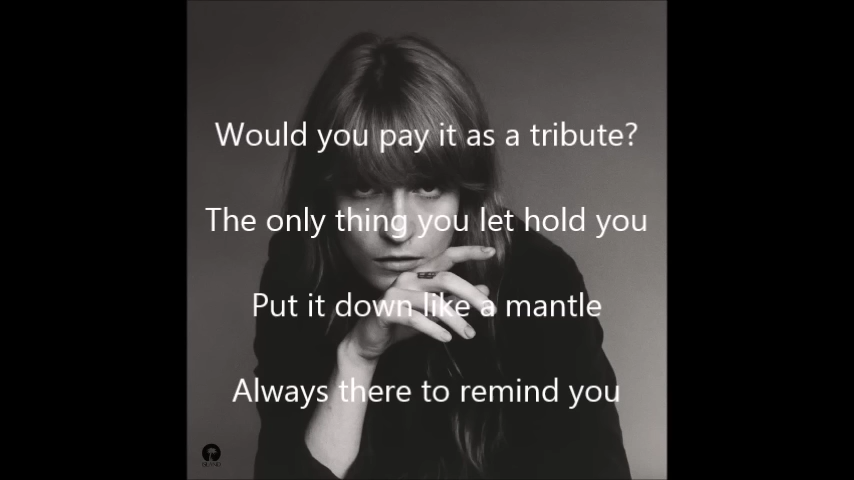 Would you pay it as a tribute?
The only thing you let hold you
Put it down like a mantle
Always there to remind you